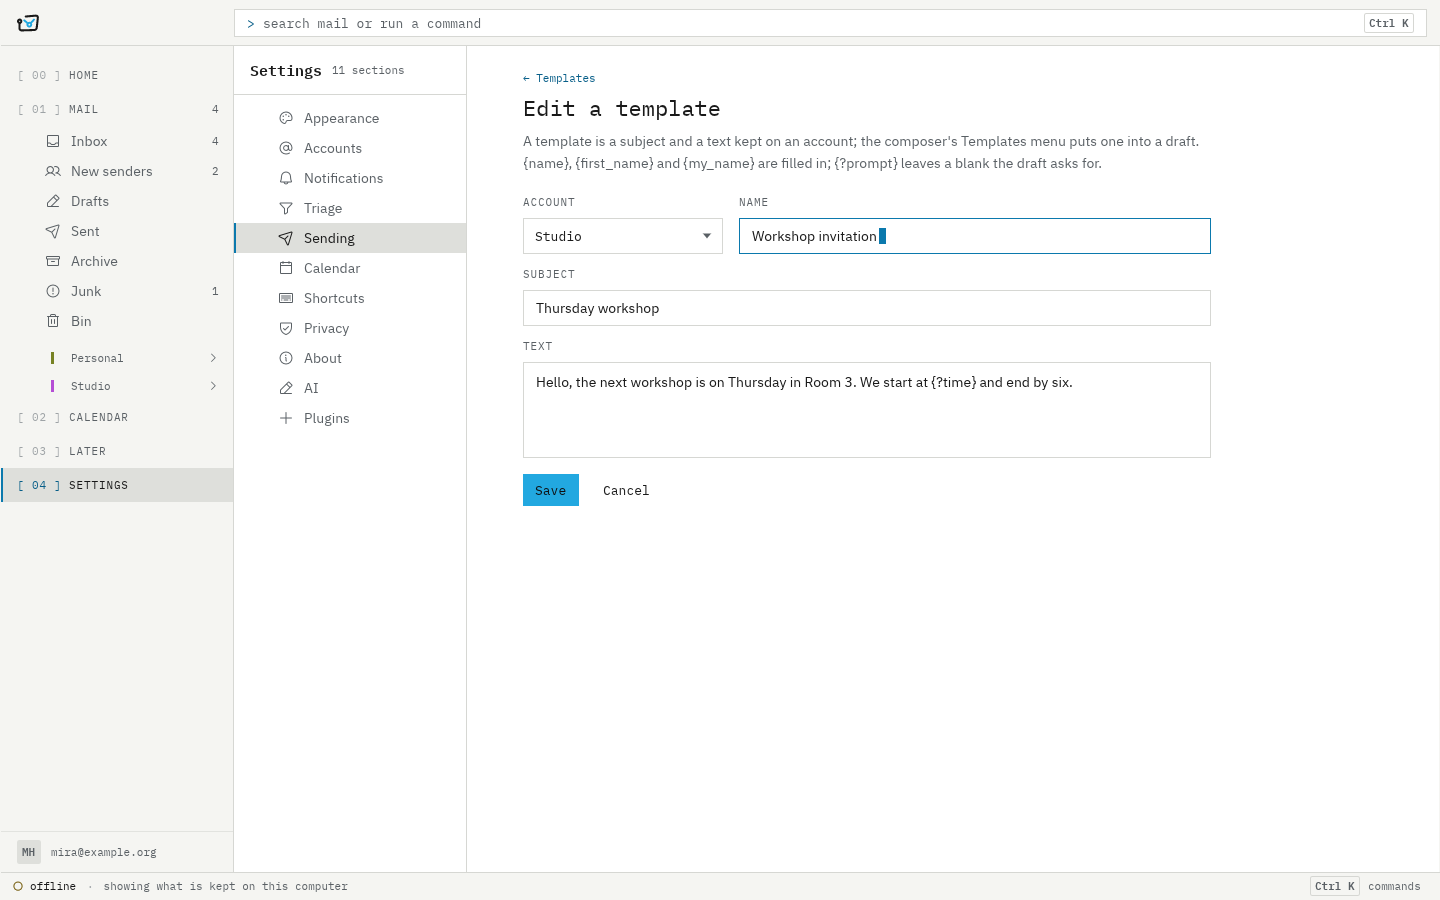 > search mail or run a command
Ctrl K
[ 00 ] HOME
[ 01 ] MAIL 4
Inbox 4
New senders 2
Drafts
Sent
Archive
Junk 1
Bin
Personal
Studio
[ 02 ] CALENDAR
[ 03 ] LATER
[ 04 ] SETTINGS
MH mira@example.org
Settings 11 sections
Appearance
Accounts
Notifications
Triage
Sending
Calendar
Shortcuts
Privacy
About
AI
Plugins
← Templates
Edit a template
A template is a subject and a text kept on an account; the composer's Templates menu puts one into a draft.
{name}, {first_name} and {my_name} are filled in; {?prompt} leaves a blank the draft asks for.
ACCOUNT
Studio
NAME
Workshop invitation
SUBJECT
Thursday workshop
TEXT
Hello, the next workshop is on Thursday in Room 3. We start at {?time} and end by six.
Save
Cancel
offline · showing what is kept on this computer
Ctrl K commands